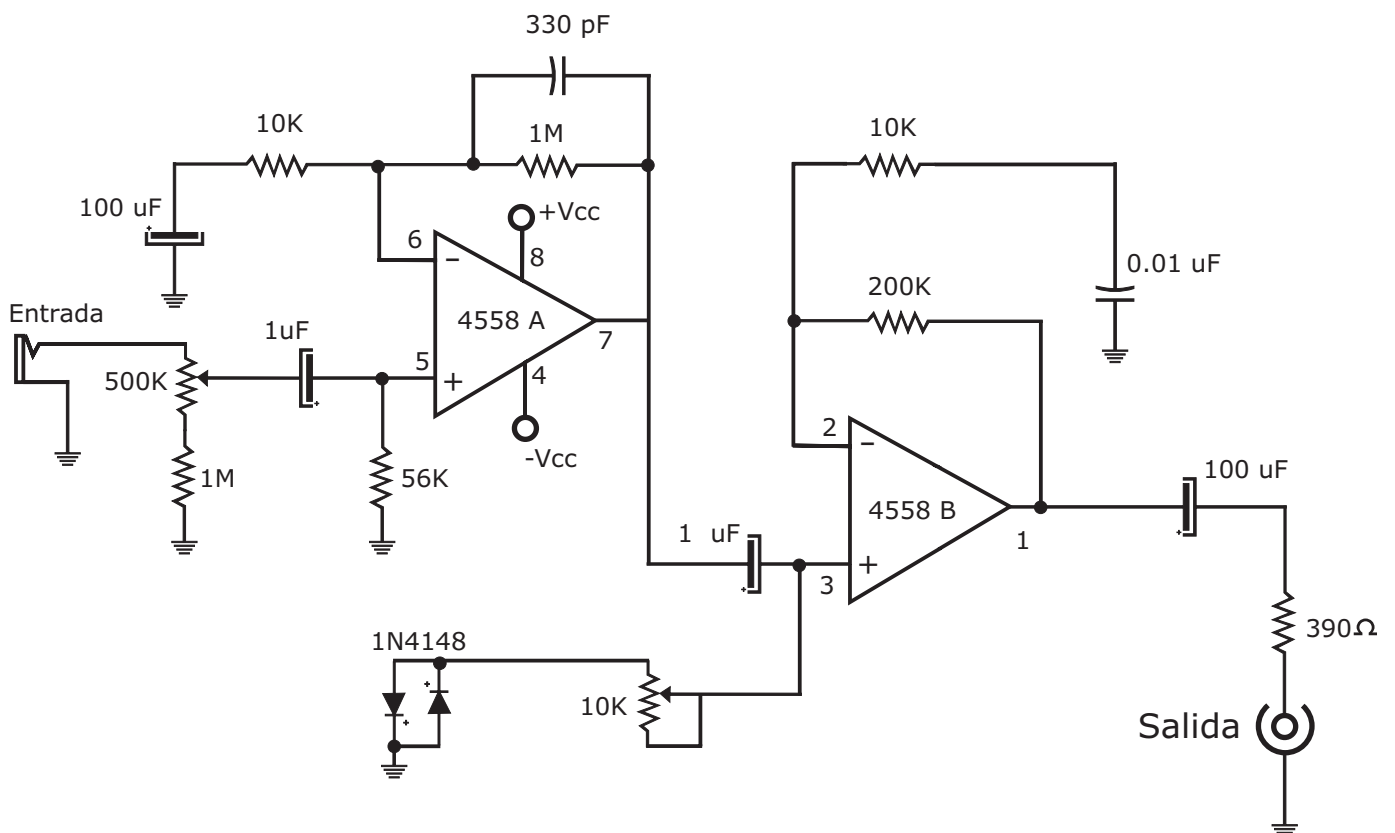 330 pF
10K
1M
10K
100 uF
+Vcc
6
-
8
0.01 uF
200K
Entrada
4558 A
7
1uF
5
+
4
500K
-Vcc
2
-
1M
56K
100 uF
4558 B
1 uF
1
+
3
390Ω
1N4148
10K
Salida